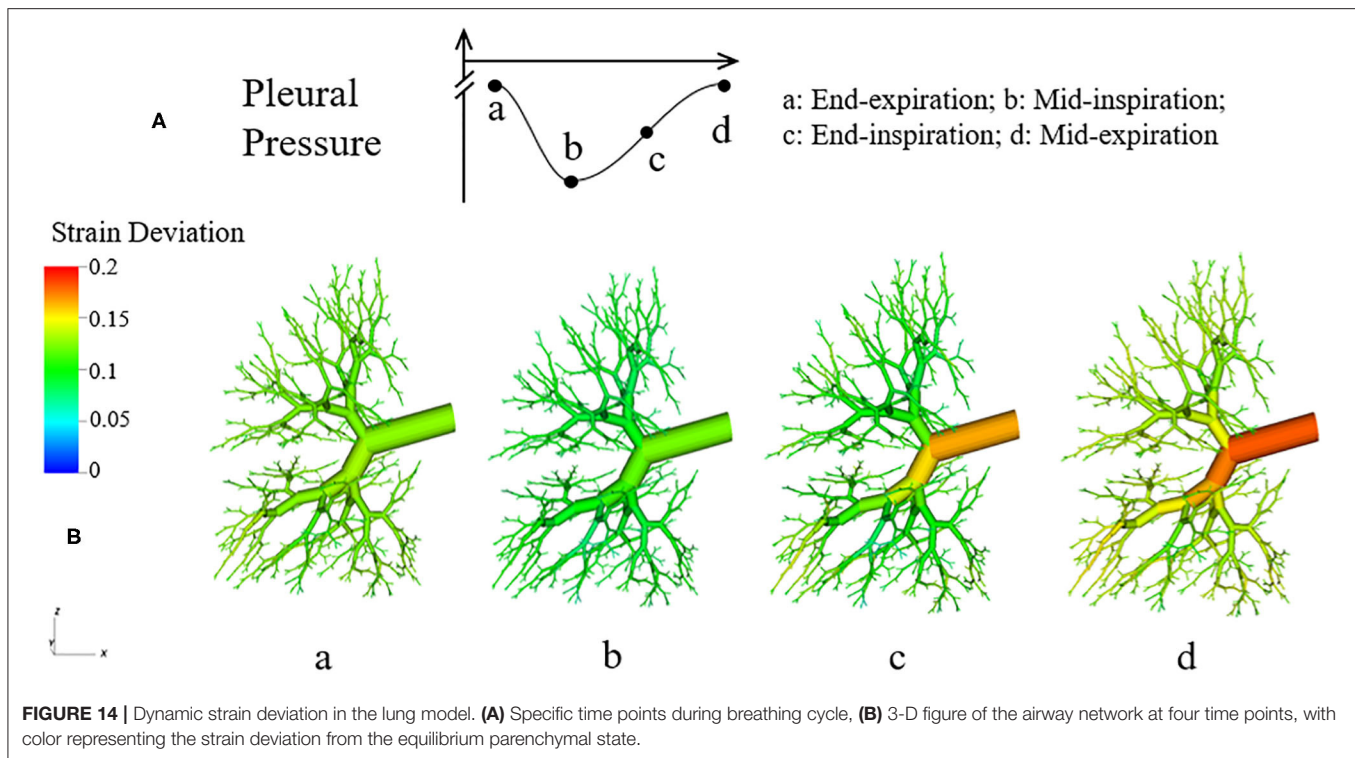 Pleural
Pressure
A
a
b
c
d
a: End-expiration; b: Mid-inspiration;
c: End-inspiration; d: Mid-expiration
Strain Deviation
0.2
0.15
0.1
0.05
0
B
z
Y
X
a
b
c
d
FIGURE 14 | Dynamic strain deviation in the lung model. (A) Specific time points during breathing cycle, (B) 3-D figure of the airway network at four time points, with
color representing the strain deviation from the equilibrium parenchymal state.